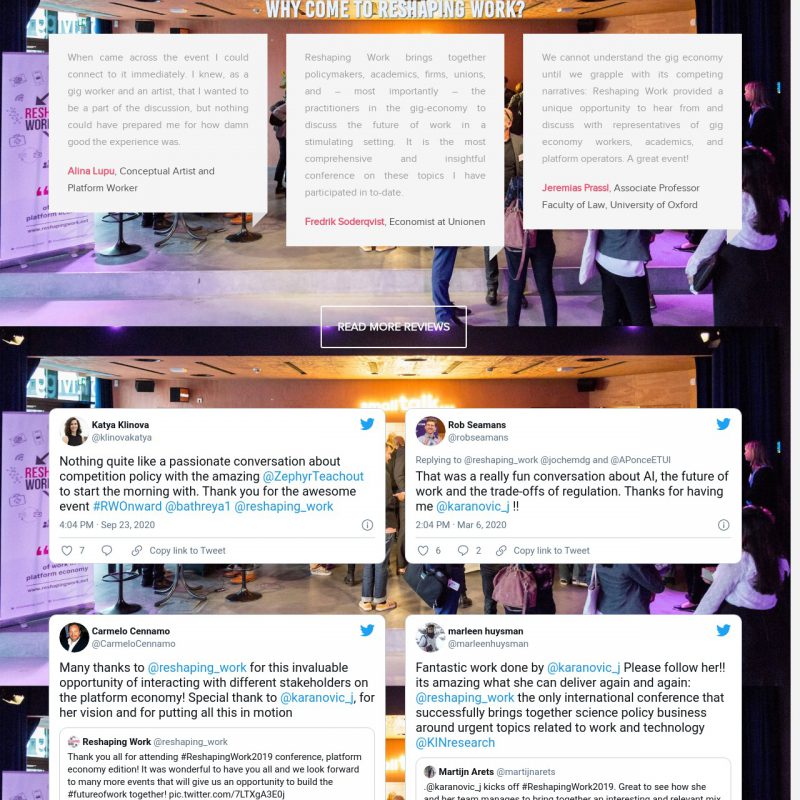 WHY COME TO RESHAPING WORK?
When came across the event I could
connect to it immediately. I knew, as a
gig worker and an artist, that I wanted to
be a part of the discussion, but nothing
could have prepared me for how damn
good the experience was.
Alina Lupu, Conceptual Artist and
Platform Worker
Reshaping Work brings together
policymakers, academics, firms, unions,
and – most importantly – the
practitioners in the gig-economy to
discuss the future of work in a
stimulating setting. It is the most
comprehensive and insightful
conference on these topics I have
participated in to-date.
Fredrik Soderqvist, Economist at Unionen
We cannot understand the gig economy
until we grapple with its competing
narratives: Reshaping Work provided a
unique opportunity to hear from and
discuss with representatives of gig
economy workers, academics, and
platform operators. A great event!
Jeremias Prassl, Associate Professor
Faculty of Law, University of Oxford
READ MORE REVIEWS
Katya Klinova
@klinovakatya
Nothing quite like a passionate conversation about
competition policy with the amazing @ZephyrTeachout
to start the morning with. Thank you for the awesome
event #RWOnward @bathreya1 @reshaping_work
4:04 PM · Sep 23, 2020
7 Copy link to Tweet
Rob Seamans
@robseamans
Replying to @reshaping_work @jochemdg and @APonceETUI
That was a really fun conversation about AI, the future of
work and the trade-offs of regulation. Thanks for having
me @karanovic_j !!
2:04 PM · Mar 6, 2020
6 2 Copy link to Tweet
Carmelo Cennamo
@CarmeloCennamo
Many thanks to @reshaping_work for this invaluable
opportunity of interacting with different stakeholders on
the platform economy! Special thank to @karanovic_j, for
her vision and for putting all this in motion
Reshaping Work @reshaping_work
Thank you all for attending #ReshapingWork2019 conference, platform
economy edition! It was wonderful to have you all and we look forward
to many more events that will give us an opportunity to build the
#futureofwork together! pic.twitter.com/7LTXgA3E0j
marleen huysman
@marleenhuysman
Fantastic work done by @karanovic_j Please follow her!!
its amazing what she can deliver again and again:
@reshaping_work the only international conference that
successfully brings together science policy business
around urgent topics related to work and technology
@KINresearch
Martijn Arets @martijnarets
.@karanovic_j kicks off #ReshapingWork2019. Great to see how she
and her team manages to bring together an interesting and relevant mix